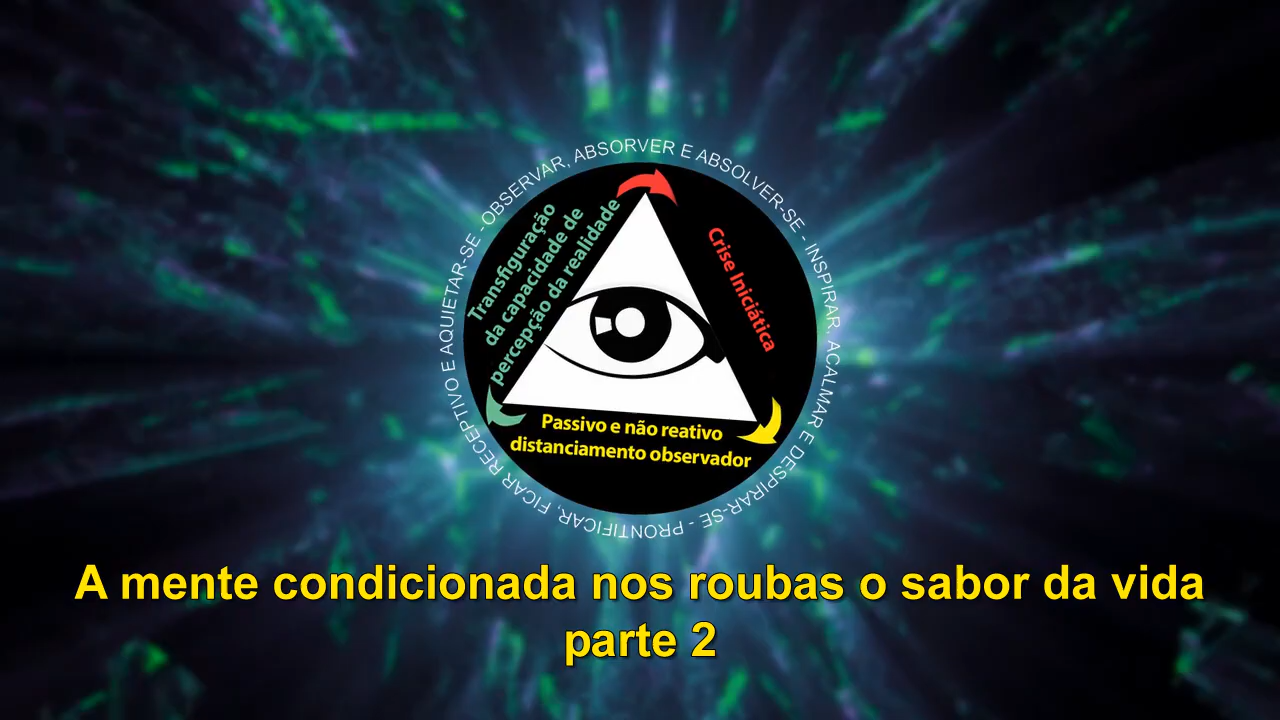 OBSERVAR, ABSORVER E ABSOLVER-SE - INSPIRAR, ACALMAR E DESPIRAR-SE - PRONTIFICAR, FICAR RECEPTIVO E AQUIETAR-SE -
Transfiguração
da capacidade de
percepção da realidade
Crise Iniciática
Passivo e não reativo
distanciamento observador
A mente condicionada nos roubas o sabor da vida
parte 2